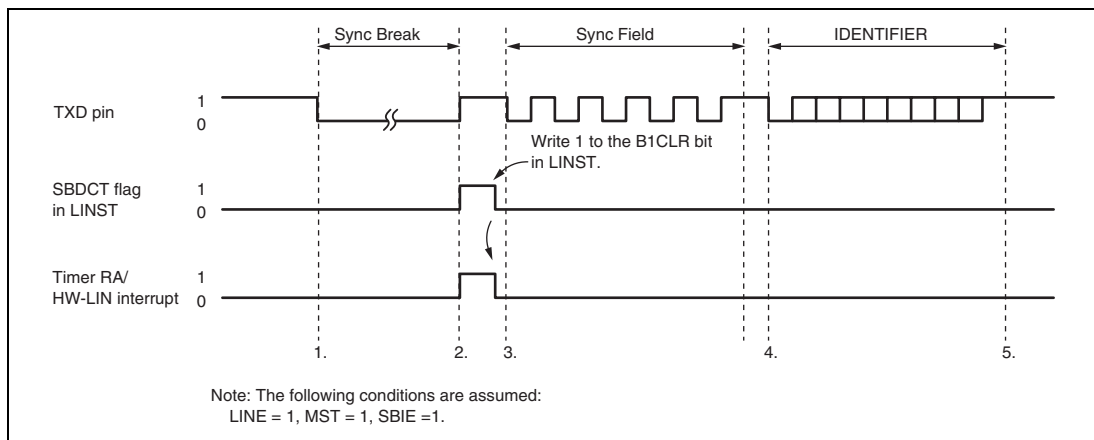 Sync Break
Sync Field
IDENTIFIER
TXD pin
1
0
Write 1 to the B1CLR bit
in LINST.
SBDCT flag
in LINST
1
0
Timer RA/
HW-LIN interrupt
1
0
1.
2.
3.
4.
5.
Note: The following conditions are assumed:
LINE = 1, MST = 1, SBIE =1.